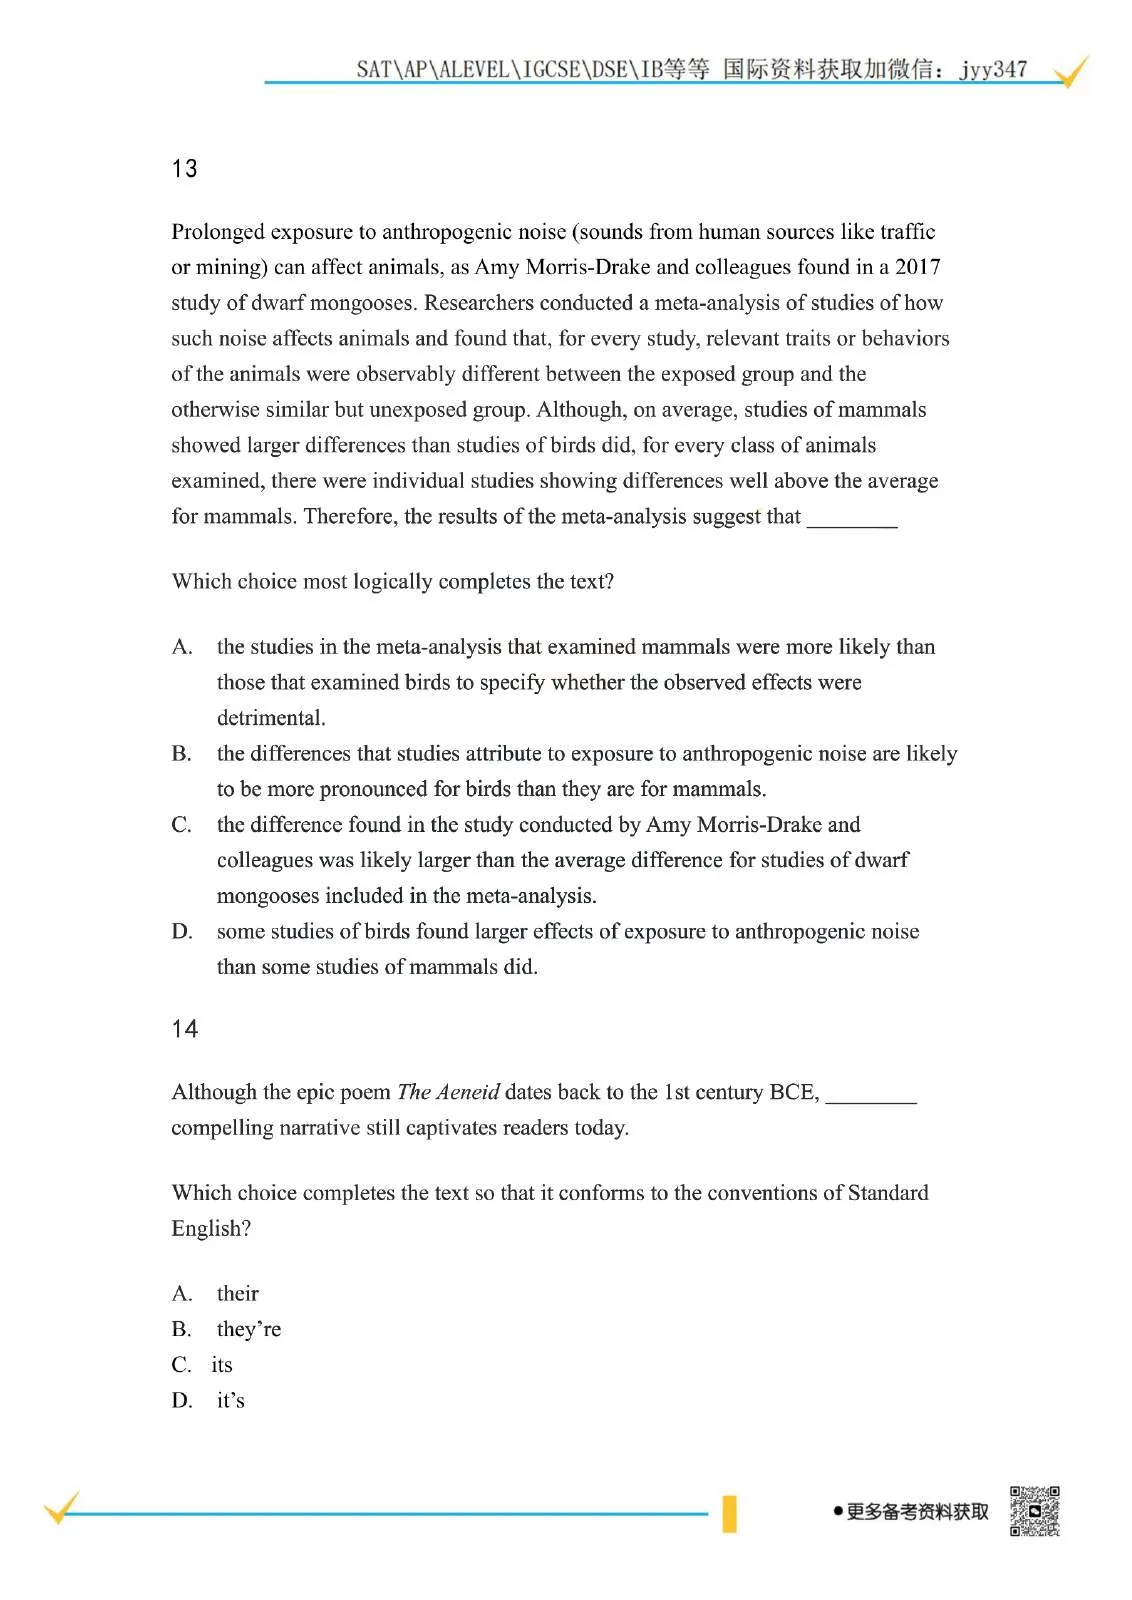 SAT\AP\ALEVEL\IGCSE\DSE\IB等等 国际资料获取加微信：jyy347
13
Prolonged exposure to anthropogenic noise (sounds from human sources like traffic
or mining) can affect animals, as Amy Morris-Drake and colleagues found in a 2017
study of dwarf mongooses. Researchers conducted a meta-analysis of studies of how
such noise affects animals and found that, for every study, relevant traits or behaviors
of the animals were observably different between the exposed group and the
otherwise similar but unexposed group. Although, on average, studies of mammals
showed larger differences than studies of birds did, for every class of animals
examined, there were individual studies showing differences well above the average
for mammals. Therefore, the results of the meta-analysis suggest that ________
Which choice most logically completes the text?
A. the studies in the meta-analysis that examined mammals were more likely than
those that examined birds to specify whether the observed effects were
detrimental.
B. the differences that studies attribute to exposure to anthropogenic noise are likely
to be more pronounced for birds than they are for mammals.
C. the difference found in the study conducted by Amy Morris-Drake and
colleagues was likely larger than the average difference for studies of dwarf
mongooses included in the meta-analysis.
D. some studies of birds found larger effects of exposure to anthropogenic noise
than some studies of mammals did.
14
Although the epic poem The Aeneid dates back to the 1st century BCE, ________
compelling narrative still captivates readers today.
Which choice completes the text so that it conforms to the conventions of Standard
English?
A. their
B. they’re
C. its
D. it’s
●更多备考资料获取